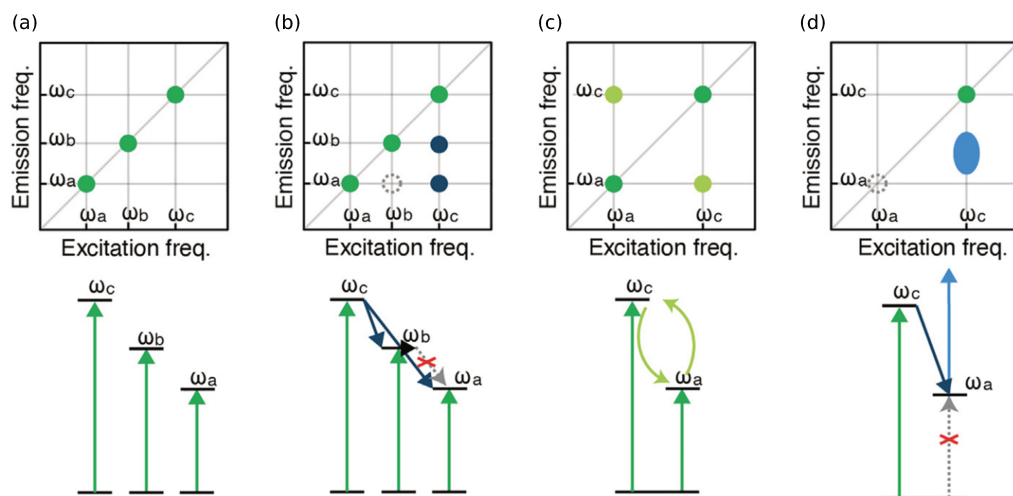 (a)
(b)
(c)
(d)
Emission freq.
ωc
ωb
ωa
ωa
ωb
ωc
Excitation freq.
Emission freq.
ωc
ωb
ωa
ωa
ωb
ωc
Excitation freq.
Emission freq.
ωc
ωa
ωa
ωc
Excitation freq.
Emission freq.
ωc
ωa
ωa
ωc
Excitation freq.
ωc
ωb
ωa
ωc
ωb
ωa
ωc
ωa
ωc
ωa